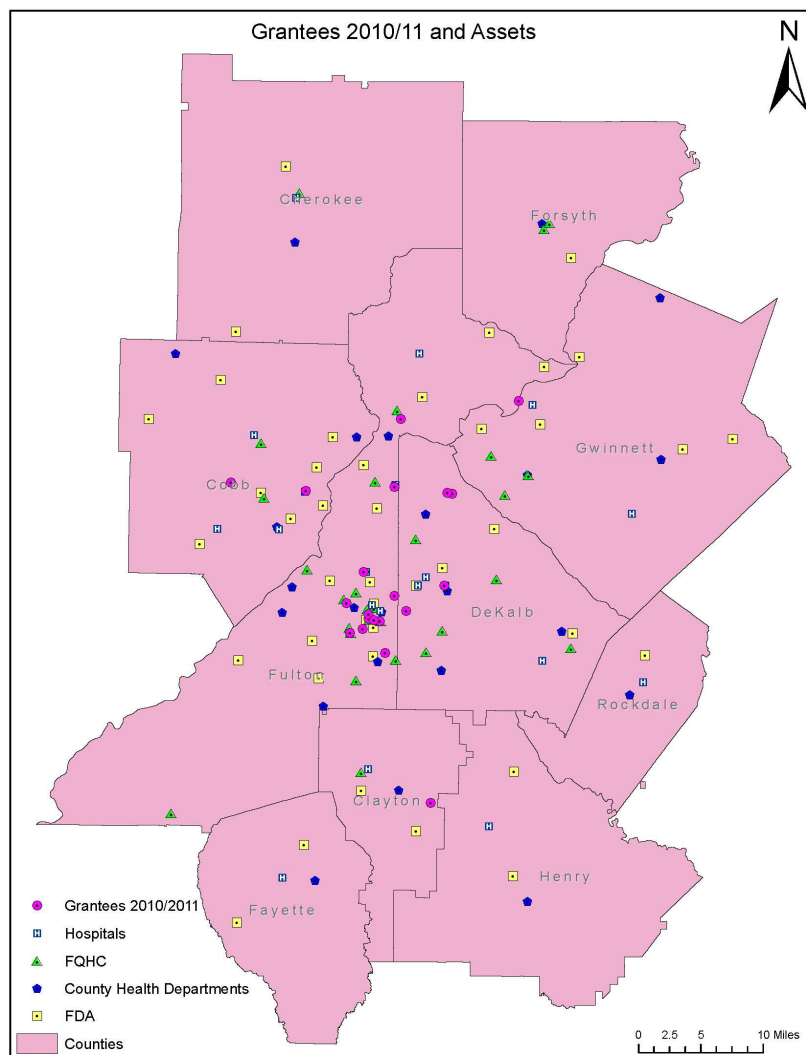 Grantees 2010/11 and Assets
N
Cherokee
Forsyth
Gwinnett
Cobb
DeKalb
Fulton
Rockdale
Clayton
Henry
Fayette
Grantees 2010/2011
H Hospitals
FQHC
County Health Departments
FDA
Counties
0 2.5 5 10 Miles